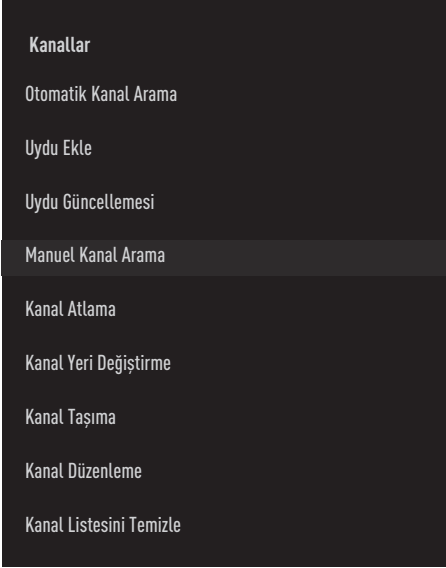 Kanallar
Otomatik Kanal Arama
Uydu Ekle
Uydu Güncellemesi
Manuel Kanal Arama
Kanal Atlama
Kanal Yeri Değiştirme
Kanal Taşıma
Kanal Düzenleme
Kanal Listesini Temizle